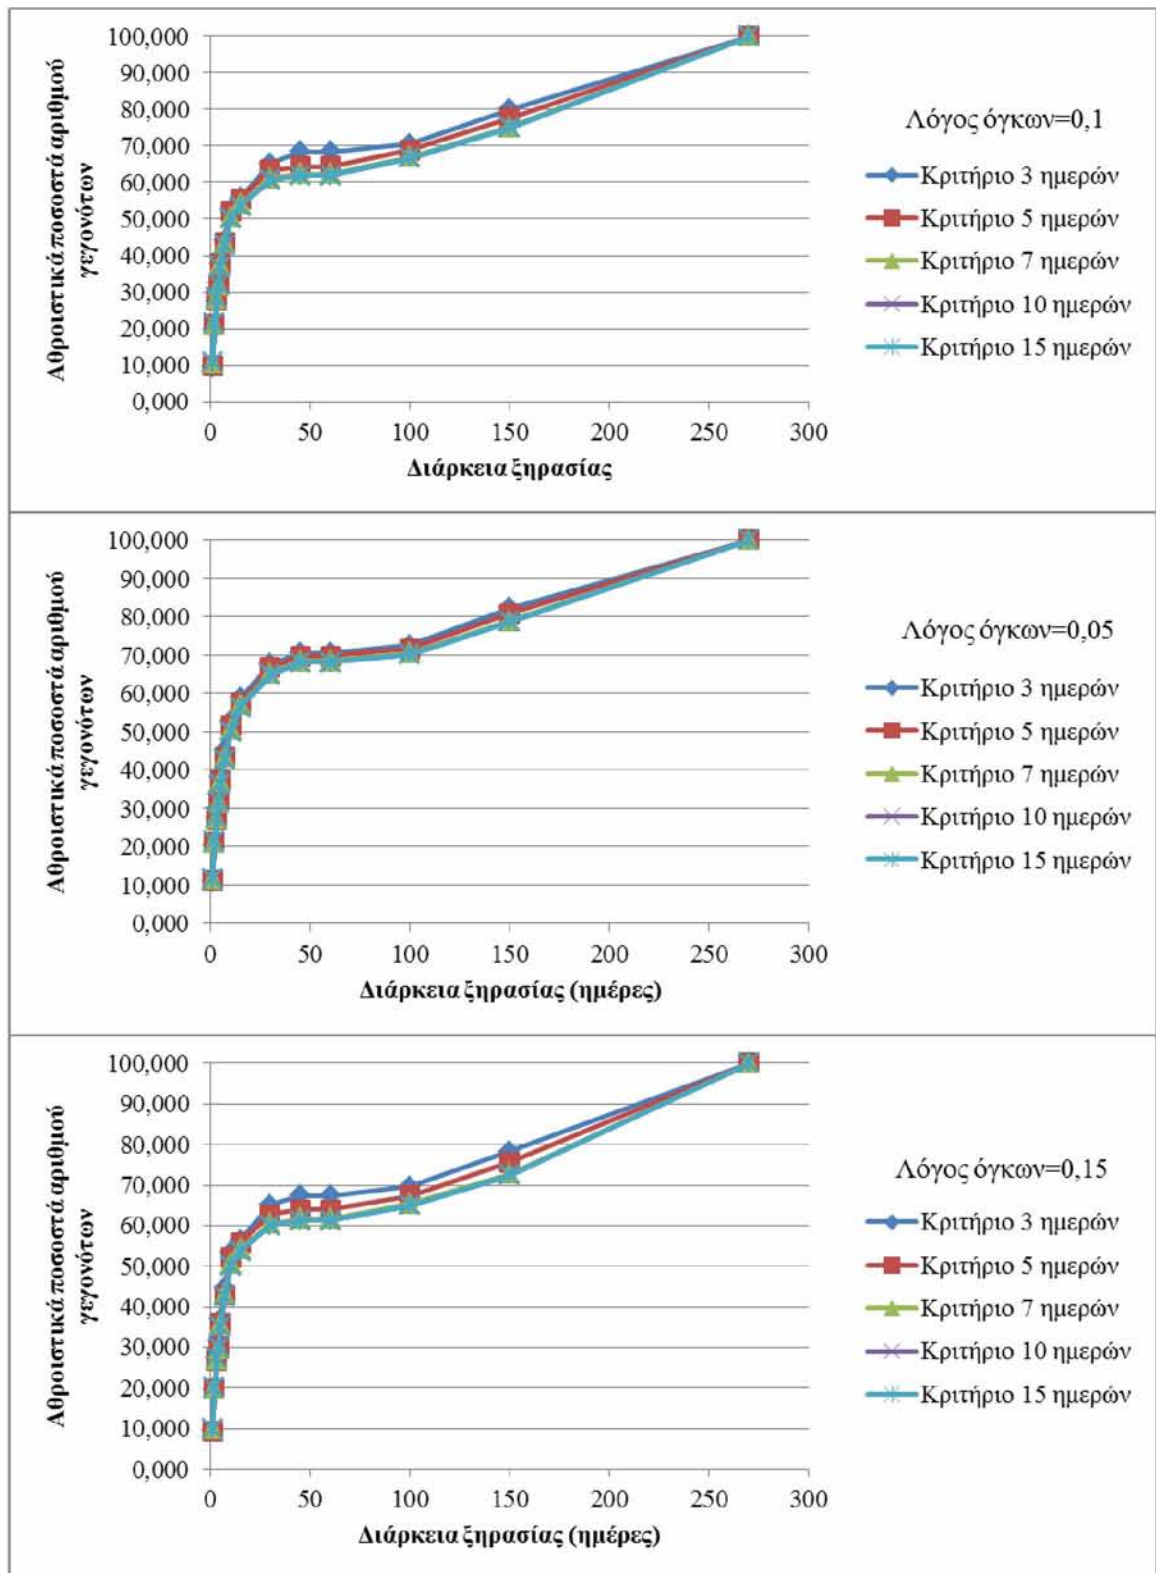 Αθροιστικά ποσοστά αριθμού
γεγονότων
100,000
90,000
80,000
70,000
60,000
50,000
40,000
30,000
20,000
10,000
0,000
0 50 100 150 200 250 300
Διάρκεια ξηρασίας
Λόγος όγκων=0,1
Κριτήριο 3 ημερών
Κριτήριο 5 ημερών
Κριτήριο 7 ημερών
Κριτήριο 10 ημερών
Κριτήριο 15 ημερών
Αθροιστικά ποσοστά αριθμού
γεγονότων
100,000
90,000
80,000
70,000
60,000
50,000
40,000
30,000
20,000
10,000
0,000
0 50 100 150 200 250 300
Διάρκεια ξηρασίας (ημέρες)
Λόγος όγκων=0,05
Κριτήριο 3 ημερών
Κριτήριο 5 ημερών
Κριτήριο 7 ημερών
Κριτήριο 10 ημερών
Κριτήριο 15 ημερών
Αθροιστικά ποσοστά αριθμού
γεγονότων
100,000
90,000
80,000
70,000
60,000
50,000
40,000
30,000
20,000
10,000
0,000
0 50 100 150 200 250 300
Διάρκεια ξηρασίας (ημέρες)
Λόγος όγκων=0,15
Κριτήριο 3 ημερών
Κριτήριο 5 ημερών
Κριτήριο 7 ημερών
Κριτήριο 10 ημερών
Κριτήριο 15 ημερών